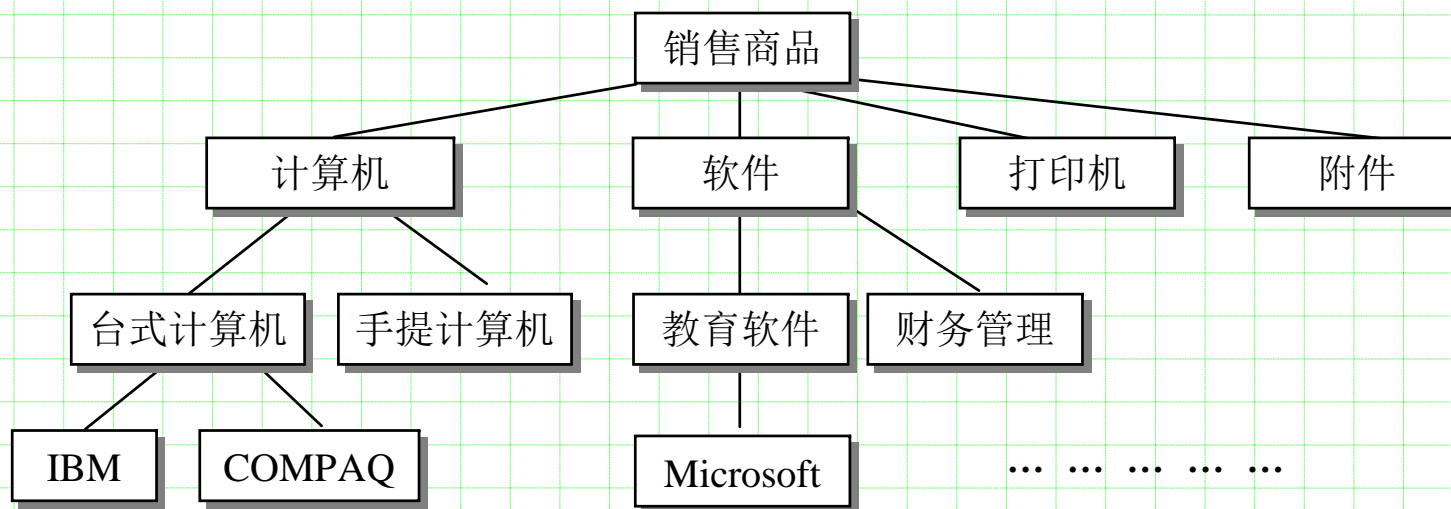 销售商品
计算机
软件
打印机
附件
台式计算机
手提计算机
教育软件
财务管理
IBM
COMPAQ
Microsoft
… … … … …